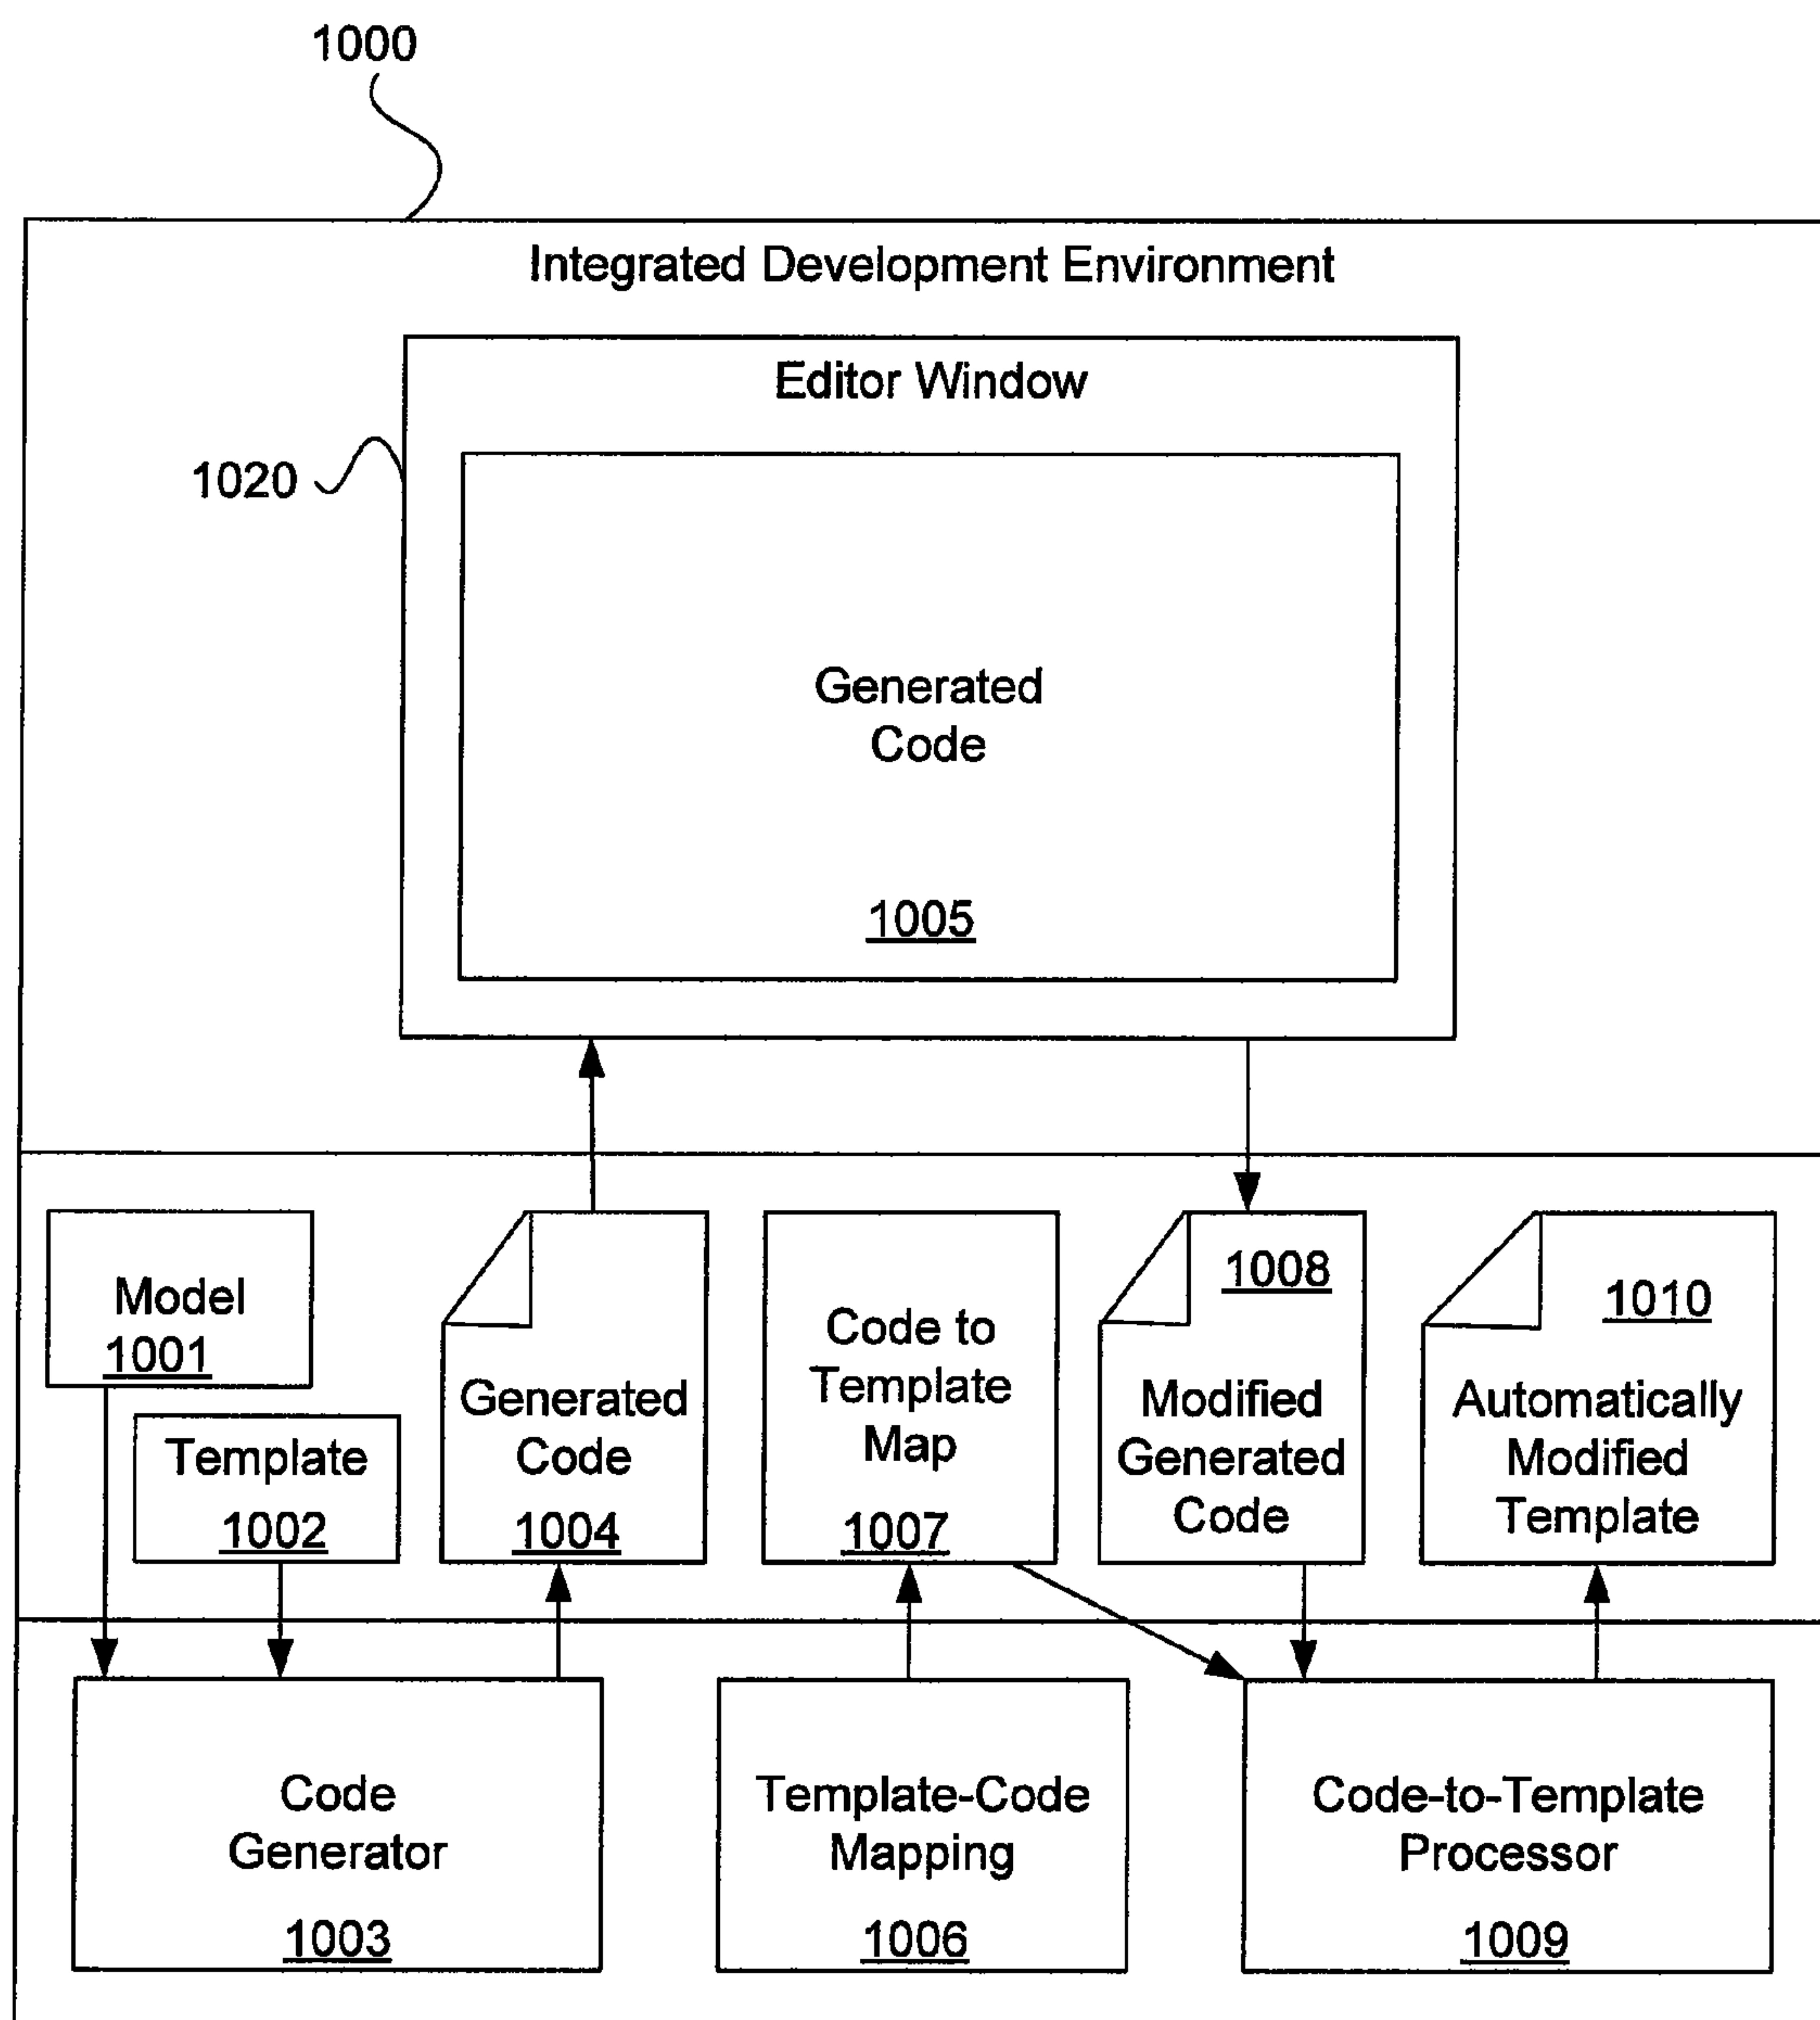 1000
Integrated Development Environment
Editor Window
1020
Generated
Code
1005
Model
1001
Template
1002
Generated
Code
1004
Code to
Template
Map
1007
1008
Modified
Generated
Code
1010
Automatically
Modified
Template
Code
Generator
1003
Template-Code
Mapping
1006
Code-to-Template
Processor
1009